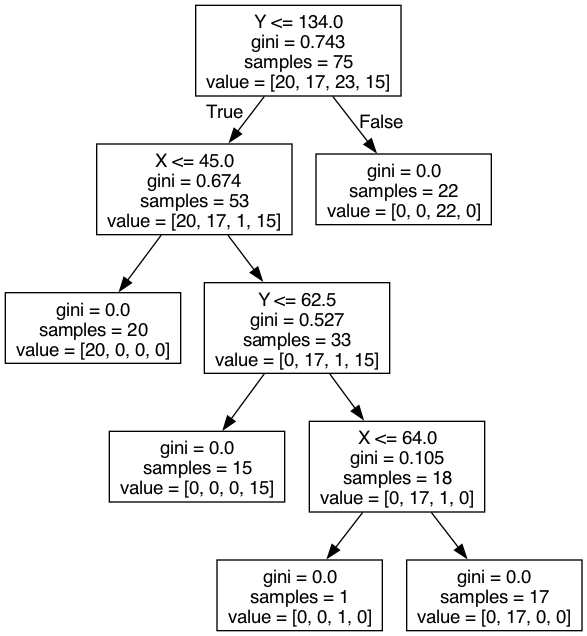 Y <= 134.0
gini = 0.743
samples = 75
value = [20, 17, 23, 15]
True
False
X <= 45.0
gini = 0.674
samples = 53
value = [20, 17, 1, 15]
gini = 0.0
samples = 22
value = [0, 0, 22, 0]
gini = 0.0
samples = 20
value = [20, 0, 0, 0]
Y <= 62.5
gini = 0.527
samples = 33
value = [0, 17, 1, 15]
gini = 0.0
samples = 15
value = [0, 0, 0, 15]
X <= 64.0
gini = 0.105
samples = 18
value = [0, 17, 1, 0]
gini = 0.0
samples = 1
value = [0, 0, 1, 0]
gini = 0.0
samples = 17
value = [0, 17, 0, 0]